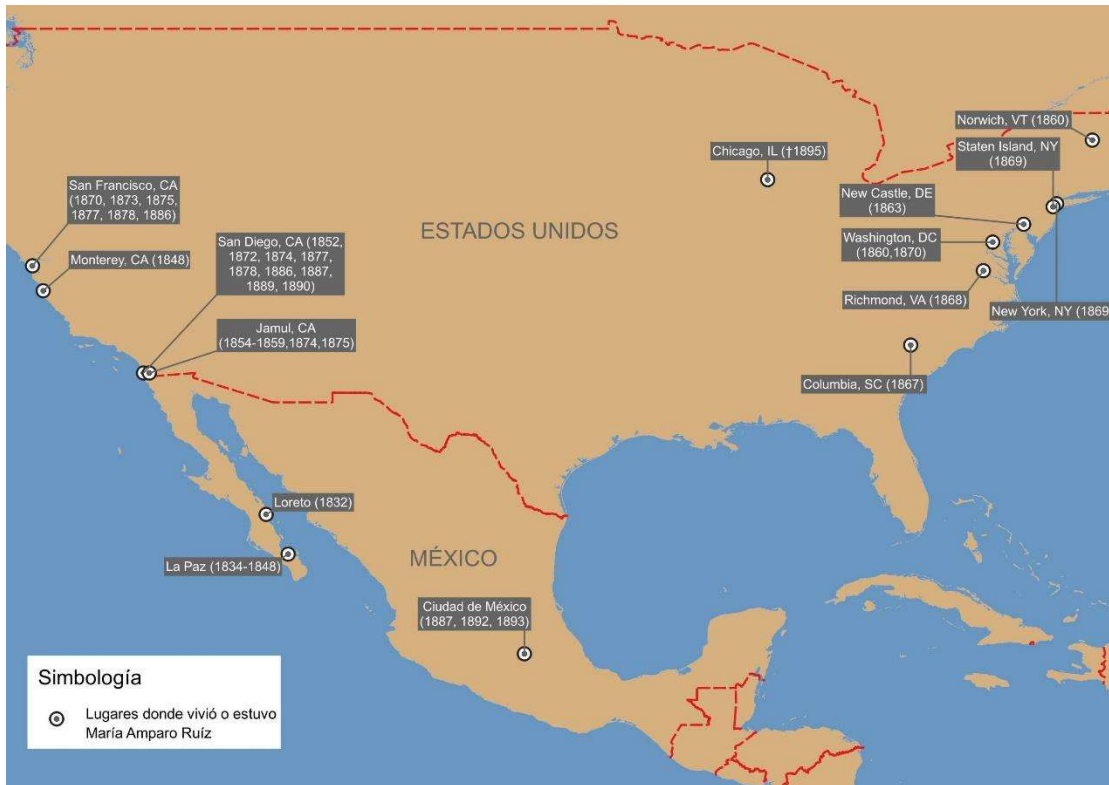 Norwich, VT (1860)
Staten Island, NY
(1869)
Chicago, IL (†1895)
New Castle, DE
(1863)
San Francisco, CA
(1870, 1873, 1875,
1877, 1878, 1886)
ESTADOS UNIDOS
San Diego, CA (1852,
1872, 1874, 1877,
1878, 1886, 1887,
1889, 1890)
Washington, DC
(1860,1870)
Monterey, CA (1848)
Richmond, VA (1868)
New York, NY (1869
Jamul, CA
(1854-1859,1874,1875)
Columbia, SC (1867)
Loreto (1832)
MÉXICO
La Paz (1834-1848)
Ciudad de México
(1887, 1892, 1893)
Simbología
Lugares donde vivió o estuvo
María Amparo Ruíz